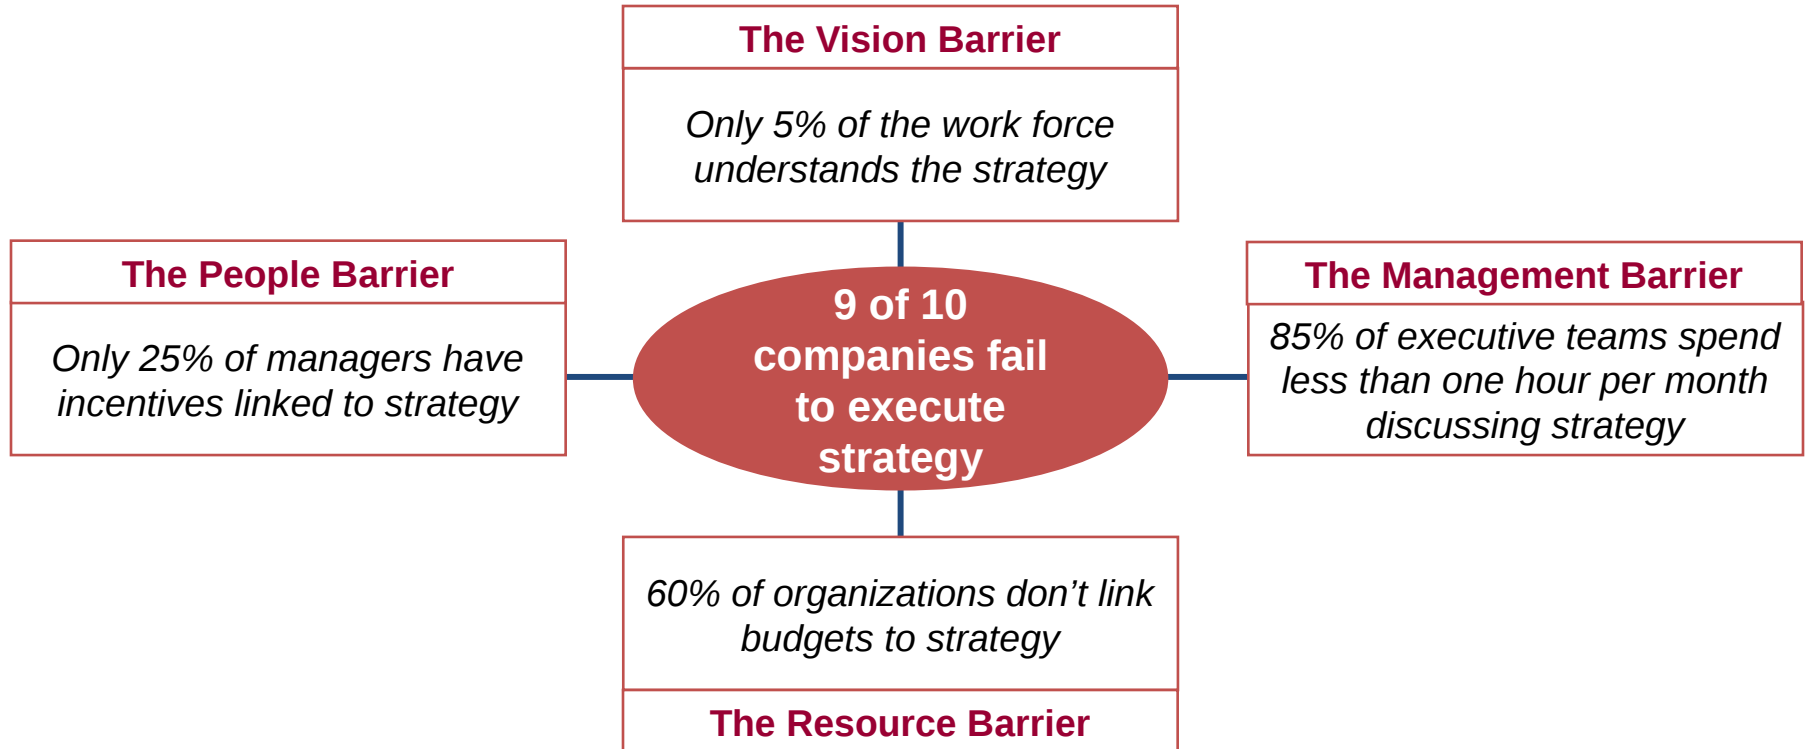 The Vision Barrier
Only 5% of the work force
understands the strategy
The People Barrier
Only 25% of managers have
incentives linked to strategy
9 of 10
companies fail
to execute
strategy
The Management Barrier
85% of executive teams spend
less than one hour per month
discussing strategy
60% of organizations don’t link
budgets to strategy
The Resource Barrier